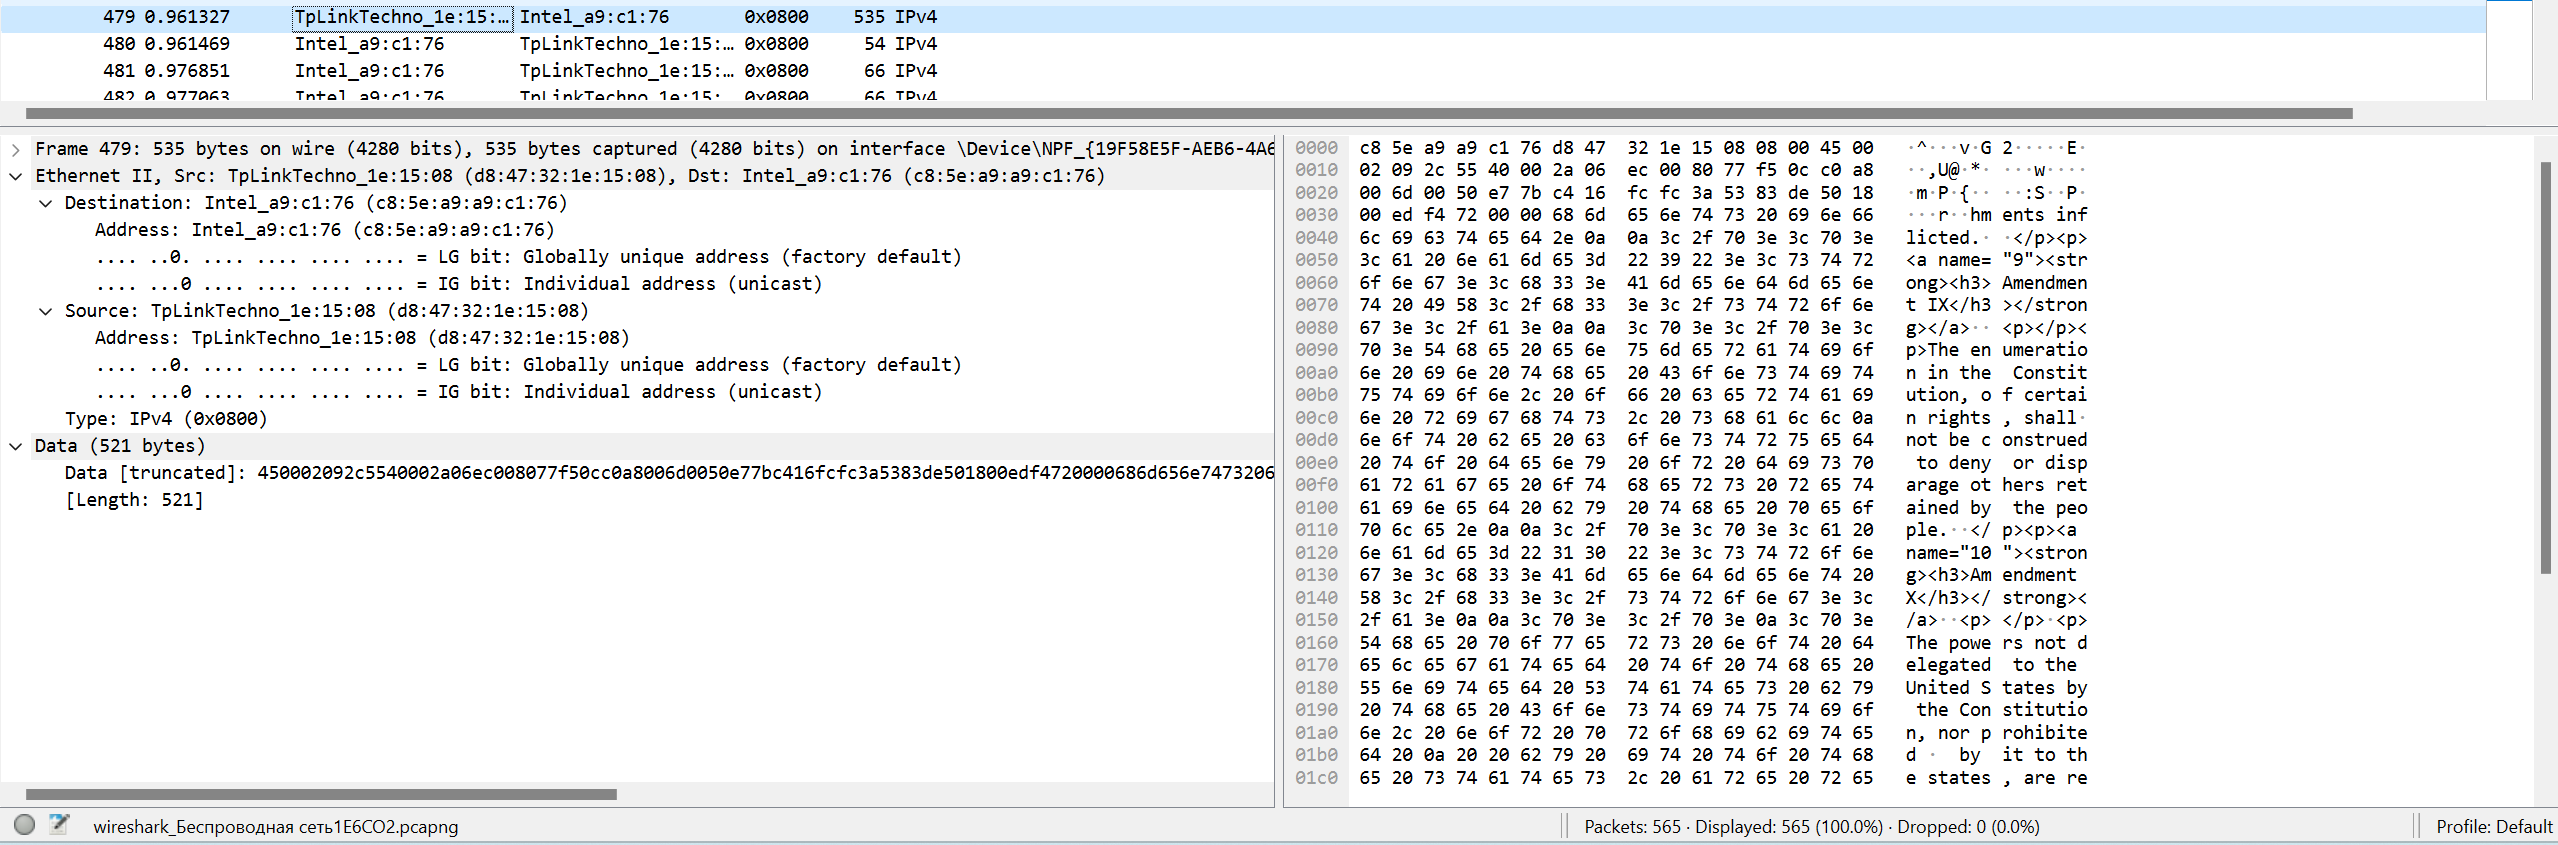 479 0.961327 TpLinkTechno_1e:15:… Intel_a9:c1:76 0x0800 535 IPv4
480 0.961469 Intel_a9:c1:76 TpLinkTechno_1e:15:… 0x0800 54 IPv4
481 0.976851 Intel_a9:c1:76 TpLinkTechno_1e:15:… 0x0800 66 IPv4
482 0.977063 Intel_a9:c1:76 TpLinkTechno_1e:15: 0x0800 66 IPv4
Frame 479: 535 bytes on wire (4280 bits), 535 bytes captured (4280 bits) on interface \Device\NPF_{19F58E5F-AEB6-4A6
Ethernet II, Src: TpLinkTechno_1e:15:08 (d8:47:32:1e:15:08), Dst: Intel_a9:c1:76 (c8:5e:a9:a9:c1:76)
Destination: Intel_a9:c1:76 (c8:5e:a9:a9:c1:76)
Address: Intel_a9:c1:76 (c8:5e:a9:a9:c1:76)
.... ..0. .... .... .... .... = LG bit: Globally unique address (factory default)
.... ...0 .... .... .... .... = IG bit: Individual address (unicast)
Source: TpLinkTechno_1e:15:08 (d8:47:32:1e:15:08)
Address: TpLinkTechno_1e:15:08 (d8:47:32:1e:15:08)
.... ..0. .... .... .... .... = LG bit: Globally unique address (factory default)
.... ...0 .... .... .... .... = IG bit: Individual address (unicast)
Type: IPv4 (0x0800)
Data (521 bytes)
Data [truncated]: 450002092c5540002a06ec008077f50cc0a8006d0050e77bc416fcfc3a5383de501800edf4720000686d656e7473206
[Length: 521]
0000 c8 5e a9 a9 c1 76 d8 47 32 1e 15 08 08 00 45 00 ·^···v·G 2·····E·
0010 02 09 2c 55 40 00 2a 06 ec 00 80 77 f5 0c c0 a8 ··,U@·*· ···w····
0020 00 6d 00 50 e7 7b c4 16 fc fc 3a 53 83 de 50 18 ·m·P·{·· ··:S··P·
0030 00 ed f4 72 00 00 68 6d 65 6e 74 73 20 69 6e 66 ···r··hm ents inf
0040 6c 69 63 74 65 64 2e 0a 0a 3c 2f 70 3e 3c 70 3e licted.· ·</p><p>
0050 3c 61 20 6e 61 6d 65 3d 22 39 22 3e 3c 73 74 72 <a name= "9"><str
0060 6f 6e 67 3e 3c 68 33 3e 41 6d 65 6e 64 6d 65 6e ong><h3> Amendmen
0070 74 20 49 58 3c 2f 68 33 3e 3c 2f 73 74 72 6f 6e t IX</h3 ></stron
0080 67 3e 3c 2f 61 3e 0a 0a 3c 70 3e 3c 2f 70 3e 3c g></a>·· <p></p><
0090 70 3e 54 68 65 20 65 6e 75 6d 65 72 61 74 69 6f p>The en umeratio
00a0 6e 20 69 6e 20 74 68 65 20 43 6f 6e 73 74 69 74 n in the Constit
00b0 75 74 69 6f 6e 2c 20 6f 66 20 63 65 72 74 61 69 ution, o f certai
00c0 6e 20 72 69 67 68 74 73 2c 20 73 68 61 6c 6c 0a n rights , shall·
00d0 6e 6f 74 20 62 65 20 63 6f 6e 73 74 72 75 65 64 not be c onstrued
00e0 20 74 6f 20 64 65 6e 79 20 6f 72 20 64 69 73 70 to deny or disp
00f0 61 72 61 67 65 20 6f 74 68 65 72 73 20 72 65 74 arage ot hers ret
0100 61 69 6e 65 64 20 62 79 20 74 68 65 20 70 65 6f ained by the peo
0110 70 6c 65 2e 0a 0a 3c 2f 70 3e 3c 70 3e 3c 61 20 ple.··</ p><p><a
0120 6e 61 6d 65 3d 22 31 30 22 3e 3c 73 74 72 6f 6e name="10 "><stron
0130 67 3e 3c 68 33 3e 41 6d 65 6e 64 6d 65 6e 74 20 g><h3>Am endment
0140 58 3c 2f 68 33 3e 3c 2f 73 74 72 6f 6e 67 3e 3c X</h3></ strong><
0150 2f 61 3e 0a 0a 3c 70 3e 3c 2f 70 3e 0a 3c 70 3e /a>··<p> </p>·<p>
0160 54 68 65 20 70 6f 77 65 72 73 20 6e 6f 74 20 64 The powe rs not d
0170 65 6c 65 67 61 74 65 64 20 74 6f 20 74 68 65 20 elegated to the
0180 55 6e 69 74 65 64 20 53 74 61 74 65 73 20 62 79 United S tates by
0190 20 74 68 65 20 43 6f 6e 73 74 69 74 75 74 69 6f the Con stitutio
01a0 6e 2c 20 6e 6f 72 20 70 72 6f 68 69 62 69 74 65 n, nor p rohibite
01b0 64 20 0a 20 20 62 79 20 69 74 20 74 6f 20 74 68 d · by it to th
01c0 65 20 73 74 61 74 65 73 2c 20 61 72 65 20 72 65 e states , are re
wireshark_Беспроводная сеть1E6CO2.pcapng
Packets: 565 · Displayed: 565 (100.0%) · Dropped: 0 (0.0%)
Profile: Default